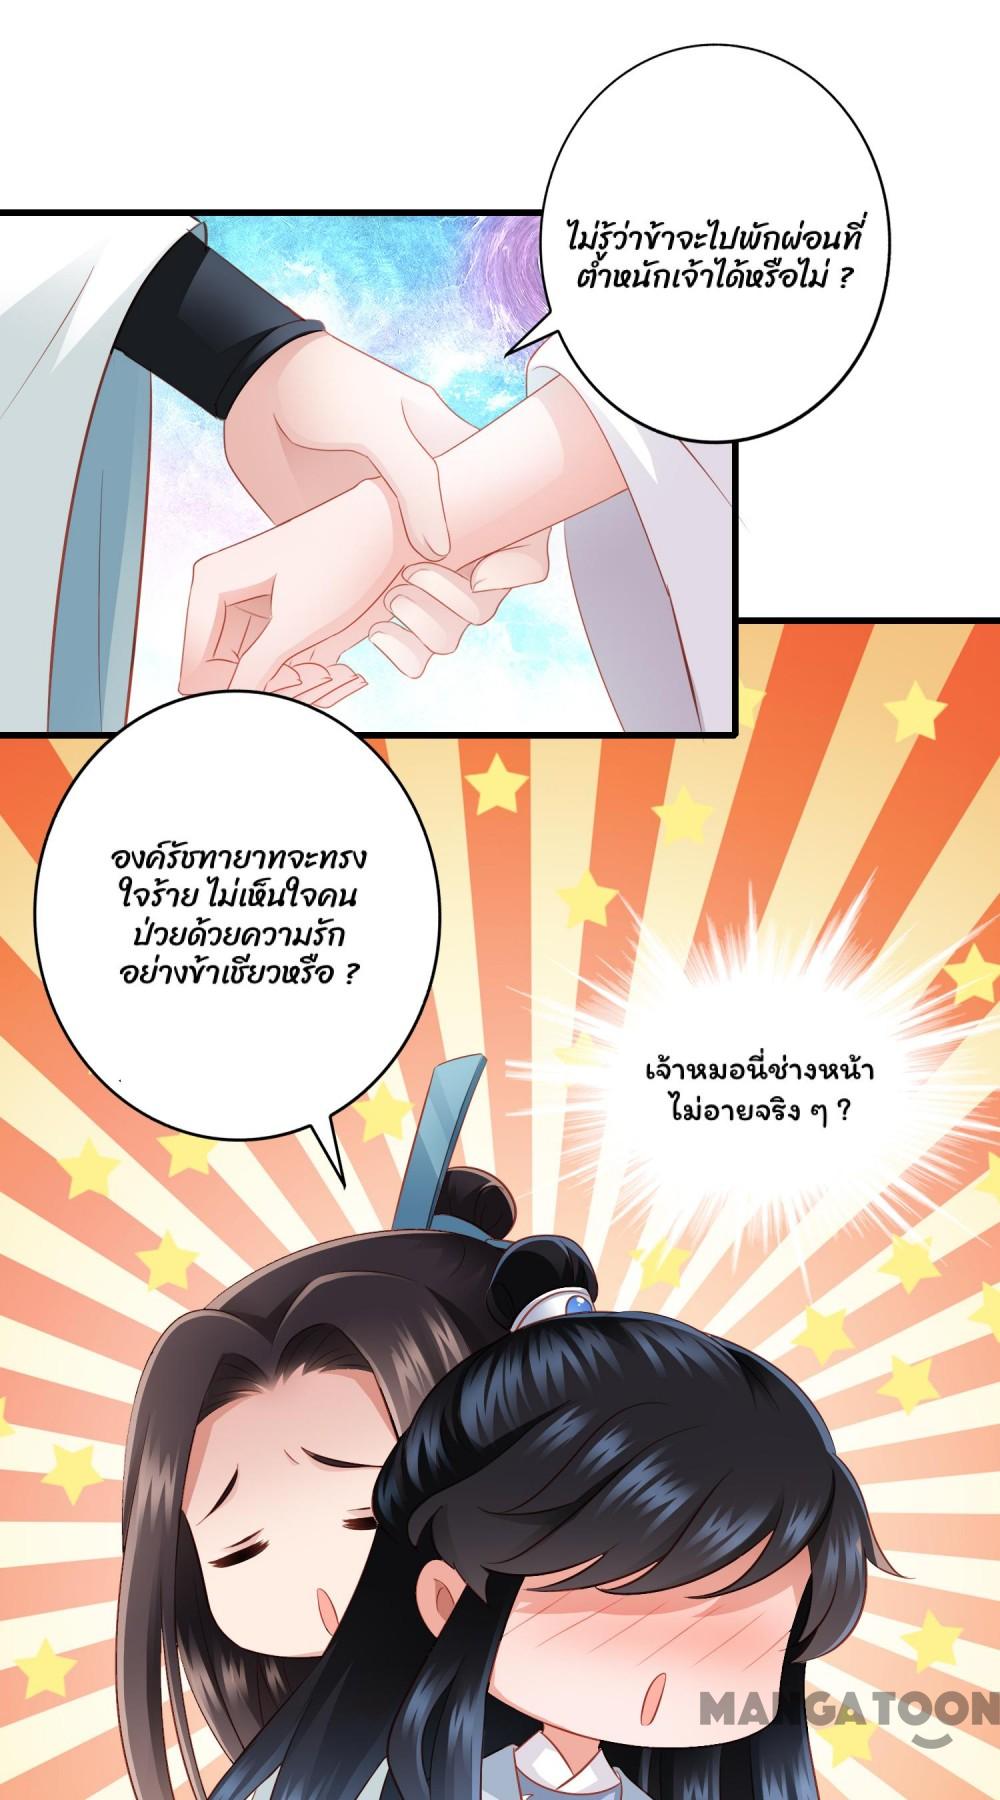 ไม่รู้ว่าข้าจะไปพักผ่อนที่
ตำหนักเจ้าได้หรือไม่ ?
องค์รัชทายาทจะทรง
ใจร้าย ไม่เห็นใจคน
ป่วยด้วยความรัก
อย่างข้าเชียวหรือ ?
เจ้าหมอนี่ช่างหน้า
ไม่อายจริง ๆ ?
MANGATOON